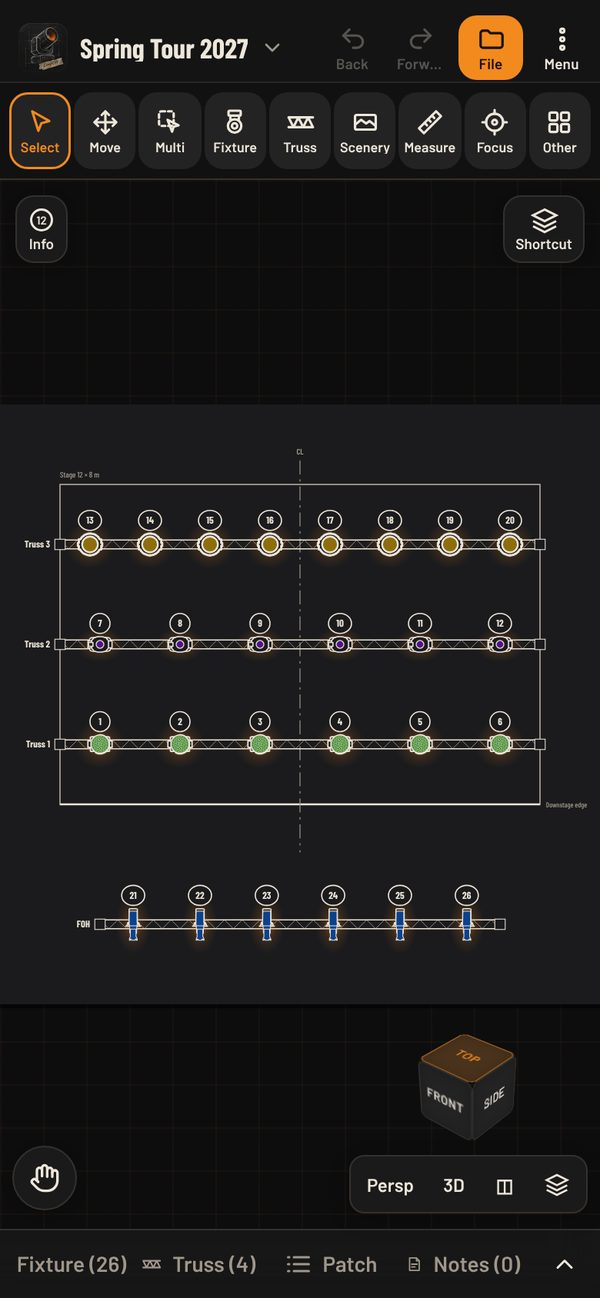 Spring Tour 2027
Back
Forw...
File
Menu
Select
Move
Multi
Fixture
Truss
Scenery
Measure
Focus
Other
12
Info
Shortcut
CL
Stage 12 × 8 m
13 14 15 16 17 18 19 20
Truss 3
7 8 9 10 11 12
Truss 2
1 2 3 4 5 6
Truss 1
Downstage edge
21 22 23 24 25 26
FOH
TOP
FRONT
SIDE
Persp
3D
Fixture (26)
Truss (4)
Patch
Notes (0)